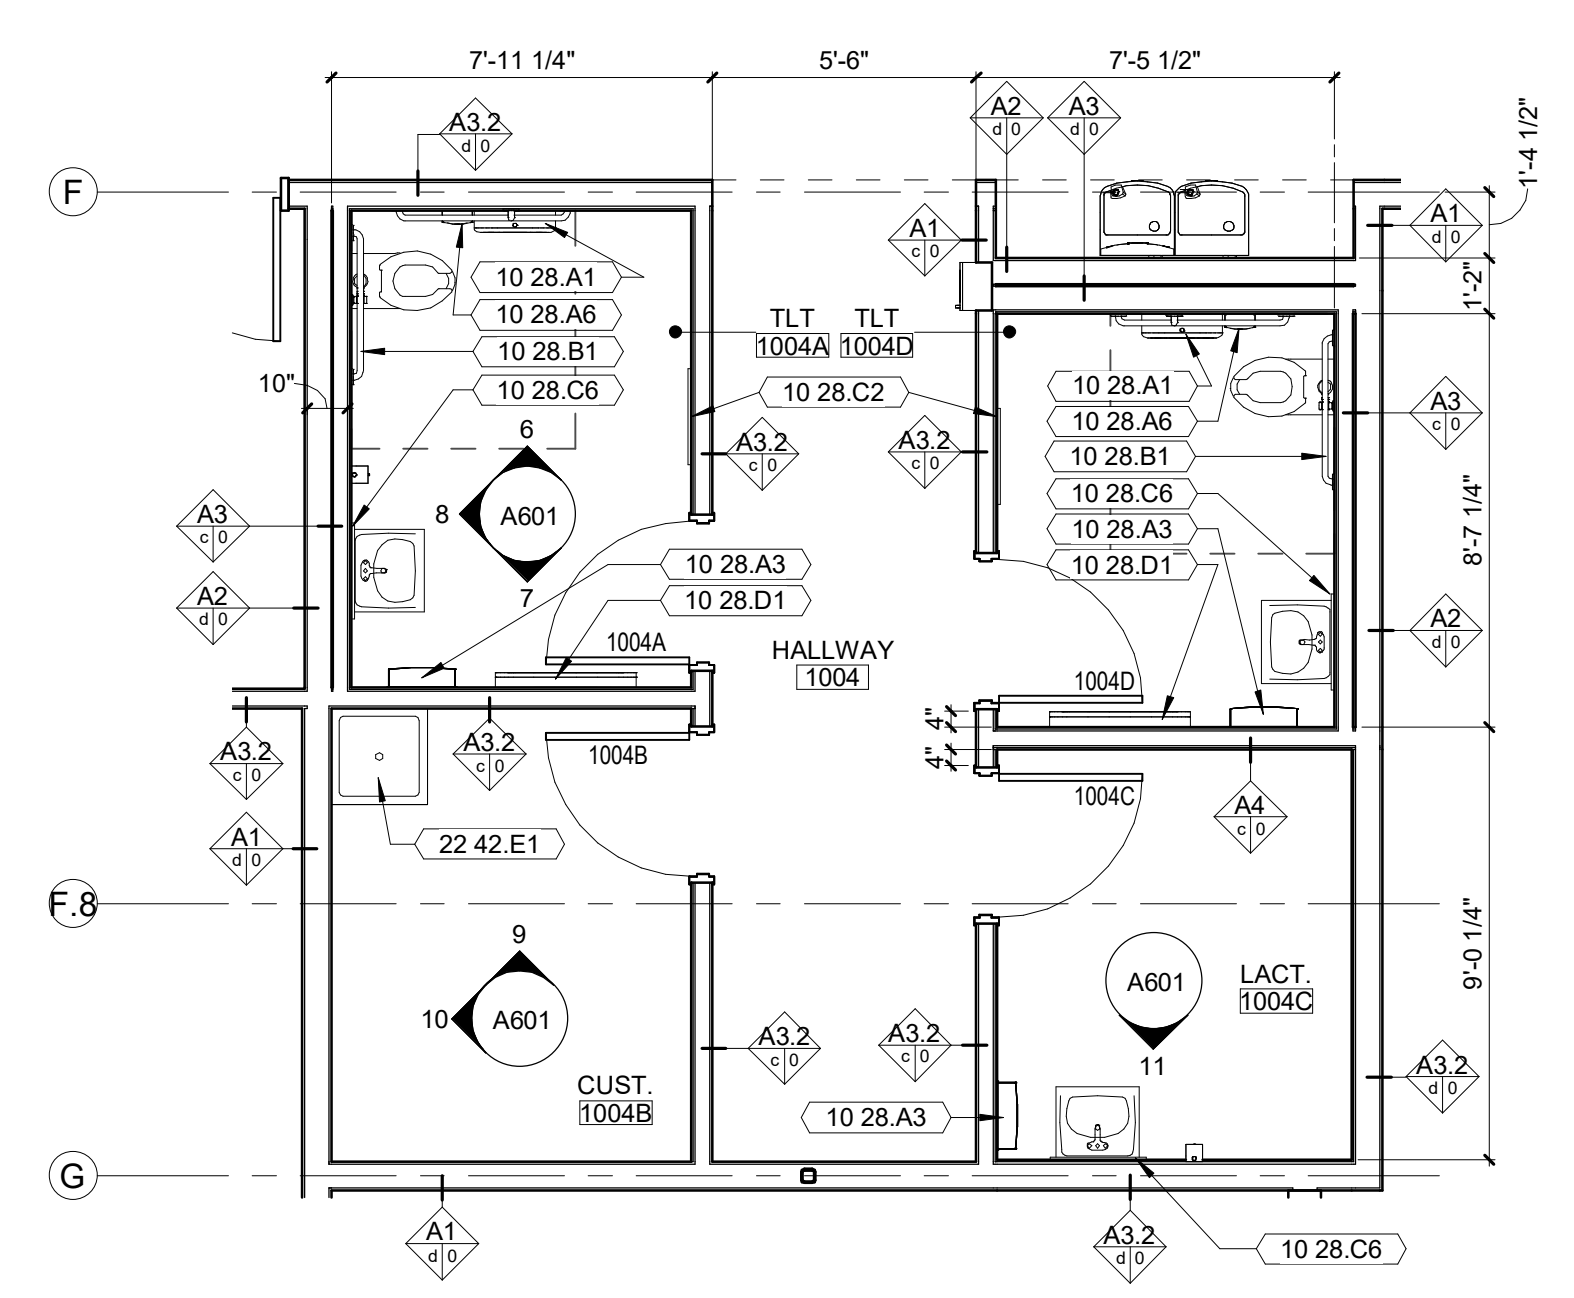 7'-11 1/4"
5'-6"
7'-5 1/2"
A3.2
d 0
A2
d 0
A3
d 0
1'-4 1/2"
F
A1
c 0
A1
d 0
10 28.A1
10 28.A6
10 28.B1
10 28.C6
1'-2"
TLT
1004A
TLT
1004D
10"
10 28.C2
10 28.A1
10 28.A6
10 28.B1
10 28.C6
10 28.A3
10 28.D1
A3
c 0
6
8
A601
7
A3.2
c 0
A3.2
c 0
A3
c 0
A2
d 0
8'-7 1/4"
10 28.A3
10 28.D1
A2
d 0
1004A
HALLWAY
1004
1004D
4"
4"
A3.2
c 0
A3.2
c 0
1004B
1004C
A4
c 0
A1
d 0
22 42.E1
F.8
9
10
A601
A601
11
LACT.
1004C
9'-0 1/4"
A3.2
c 0
A3.2
c 0
A3.2
d 0
CUST.
1004B
10 28.A3
G
A1
d 0
A3.2
d 0
10 28.C6